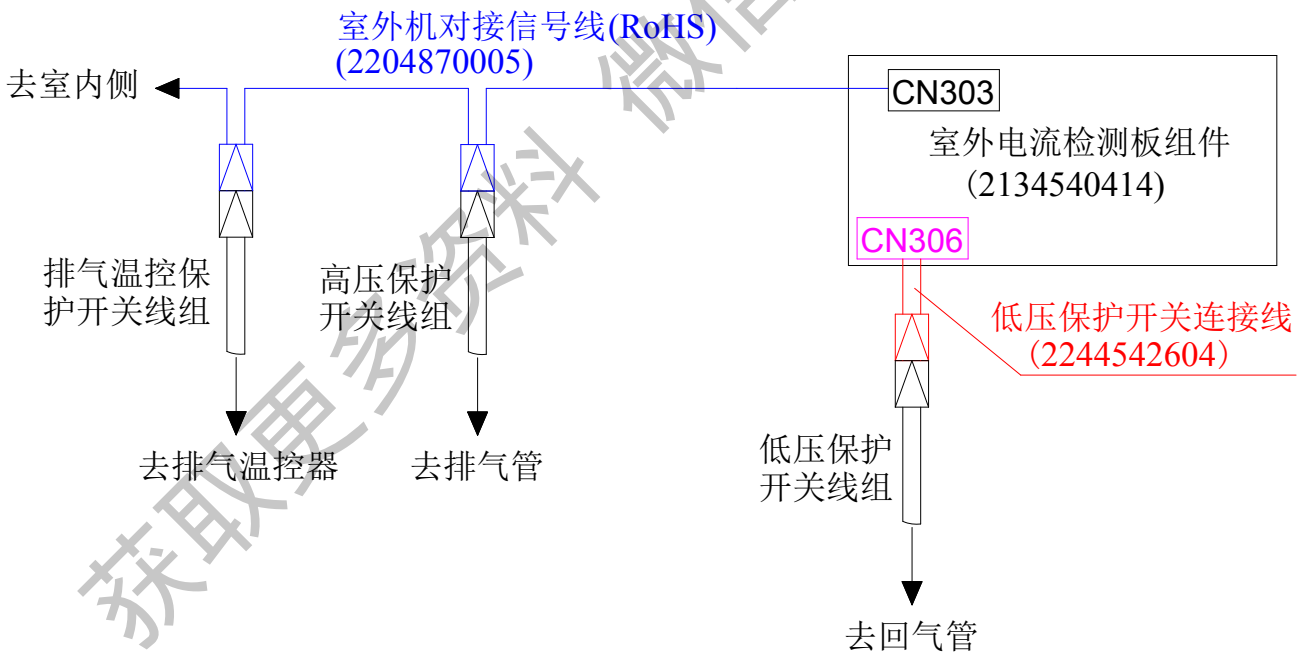 室外机对接信号线(RoHS)
(2204870005)
去室内侧
CN303
室外电流检测板组件
(2134540414)
CN306
排气温控保
护开关线组
高压保护
开关线组
低压保护开关连接线
(2244542604)
去排气温控器
去排气管
低压保护
开关线组
去回气管
获取更多资料 微信